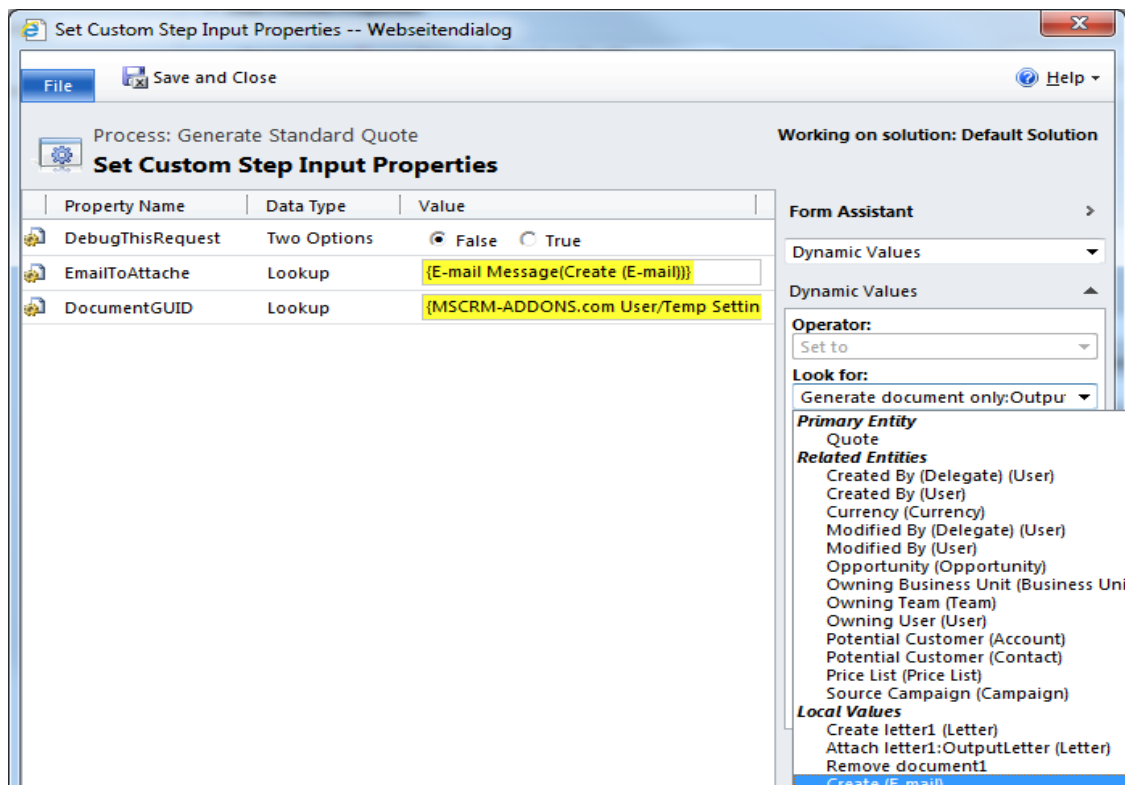 Set Custom Step Input Properties -- Webseitendialog
File
Save and Close
Help
Process: Generate Standard Quote
Set Custom Step Input Properties
Working on solution: Default Solution
Property Name Data Type Value
DebugThisRequest Two Options False True
EmailToAttache Lookup {E-mail Message(Create (E-mail))}
DocumentGUID Lookup {MSCRM-ADDONS.com User/Temp Settin
Form Assistant
Dynamic Values
Dynamic Values
Operator:
Set to
Look for:
Generate document only:Outpu
Primary Entity
Quote
Related Entities
Created By (Delegate) (User)
Created By (User)
Currency (Currency)
Modified By (Delegate) (User)
Modified By (User)
Opportunity (Opportunity)
Owning Business Unit (Business Uni
Owning Team (Team)
Owning User (User)
Potential Customer (Account)
Potential Customer (Contact)
Price List (Price List)
Source Campaign (Campaign)
Local Values
Create letter1 (Letter)
Attach letter1:OutputLetter (Letter)
Remove document1
Create (E-mail)